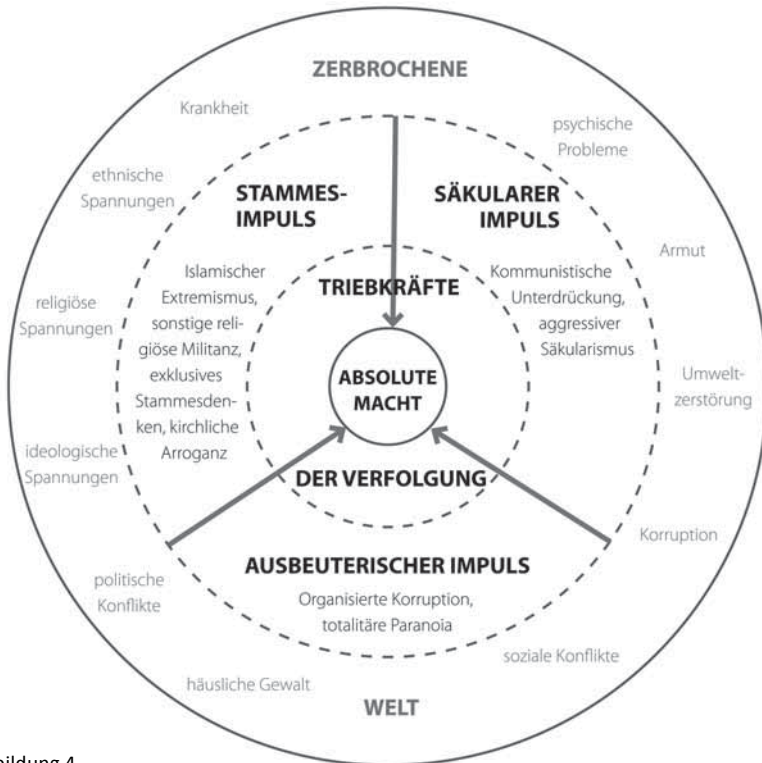 ZERBROCHENE
Krankheit
psychische
Probleme
ethnische
Spannungen
STAMMES-
IMPULS
SÄKULARER
IMPULS
Armut
Islamischer
Extremismus,
sonstige reli-
giöse Militanz,
exklusives
Stammesden-
ken, kirchliche
Arroganz
TRIEBKRÄFTE
Kommunistische
Unterdrückung,
aggressiver
Säkularismus
religiöse
Spannungen
ABSOLUTE
MACHT
Umwelt-
zerstörung
ideologische
Spannungen
DER VERFOLGUNG
Korruption
AUSBEUTERISCHER IMPULS
Organisierte Korruption,
totalitäre Paranoia
politische
Konflikte
soziale Konflikte
häusliche Gewalt
WELT